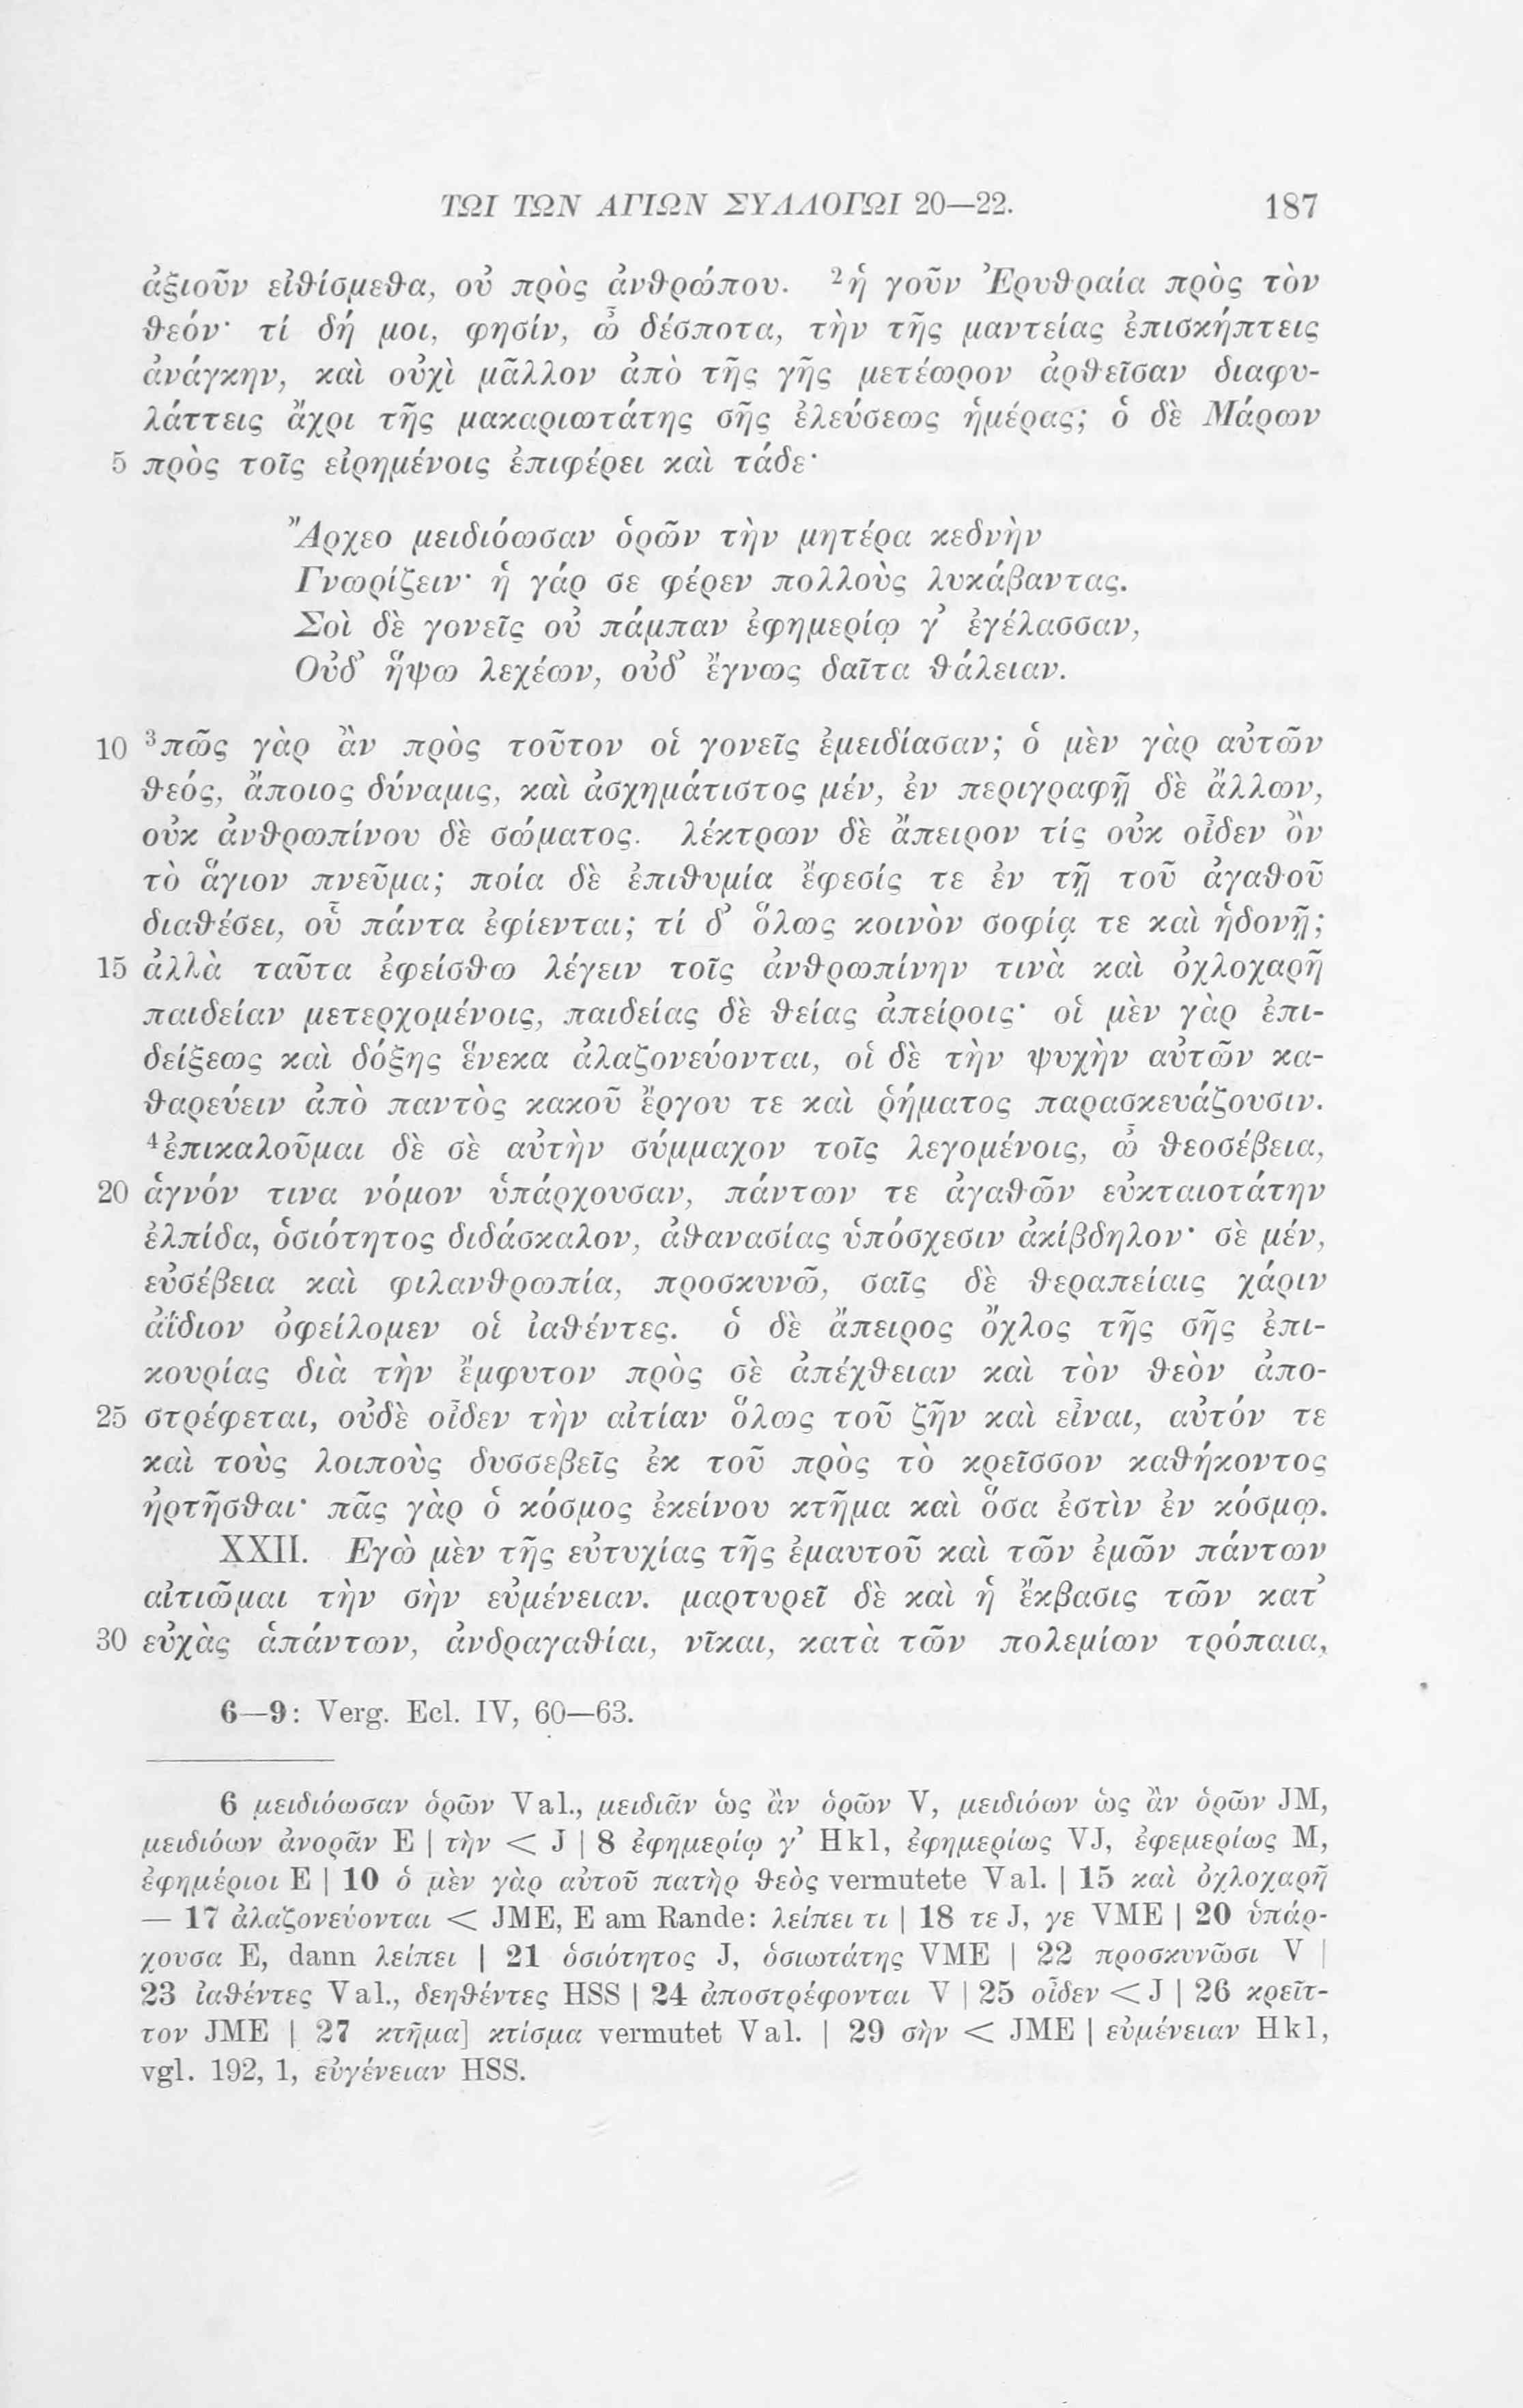 ΤΩΙ ΤΩΝ ΑΓΙΩΝ ΣΥΛΛΟΓΩΙ 20—22. 187
ἀξιοῦν εἰθίσμεθα, οὐ πρὸς ἀνθρώπου. ²ἡ γοῦν Ἐρυθραία πρὸς τὸν
θεόν· τί δή μοι, φησίν, ὦ δέσποτα, τὴν τῆς μαντείας ἐπισκήπτεις
ἀνάγκην, καὶ οὐχὶ μᾶλλον ἀπὸ τῆς γῆς μετέωρον ἀρθεῖσαν διαφυ-
λάττεις ἄχρι τῆς μακαριωτάτης σῆς ἐλεύσεως ἡμέρας; ὁ δὲ Μάρων
5 πρὸς τοῖς εἰρημένοις ἐπιφέρει καὶ τάδε·
Ἄρχεο μειδιόωσαν ὁρῶν τὴν μητέρα κεδνὴν
Γνωρίζειν· ἡ γάρ σε φέρεν πολλοὺς λυκάβαντας.
Σοὶ δὲ γονεῖς οὐ πάμπαν ἐφημερίῳ γ’ ἐγέλασσαν,
Οὐδ’ ἥψω λεχέων, οὐδ’ ἔγνως δαῖτα θάλειαν.
10 ³πῶς γὰρ ἂν πρὸς τοῦτον οἱ γονεῖς ἐμειδίασαν; ὁ μὲν γὰρ αὐτῶν
θεός, ἄποιος δύναμις, καὶ ἀσχημάτιστος μέν, ἐν περιγραφῇ δὲ ἄλλων,
οὐκ ἀνθρωπίνου δὲ σώματος. λέκτρων δὲ ἄπειρον τίς οὐκ οἶδεν ὂν
τὸ ἅγιον πνεῦμα; ποία δὲ ἐπιθυμία ἔφεσίς τε ἐν τῇ τοῦ ἀγαθοῦ
διαθέσει, οὗ πάντα ἐφίενται; τί δ’ ὅλως κοινὸν σοφίᾳ τε καὶ ἡδονῇ;
15 ἀλλὰ ταῦτα ἐφείσθω λέγειν τοῖς ἀνθρωπίνην τινὰ καὶ ὀχλοχαρῆ
παιδείαν μετερχομένοις, παιδείας δὲ θείας ἀπείροις· οἱ μὲν γὰρ ἐπι-
δείξεως καὶ δόξης ἕνεκα ἀλαζονεύονται, οἱ δὲ τὴν ψυχὴν αὐτῶν κα-
θαρεύειν ἀπὸ παντὸς κακοῦ ἔργου τε καὶ ῥήματος παρασκευάζουσιν.
⁴ἐπικαλοῦμαι δὲ σὲ αὐτὴν σύμμαχον τοῖς λεγομένοις, ὦ θεοσέβεια,
20 ἁγνόν τινα νόμον ὑπάρχουσαν, πάντων τε ἀγαθῶν εὐκταιοτάτην
ἐλπίδα, ὁσιότητος διδάσκαλον, ἀθανασίας ὑπόσχεσιν ἀκίβδηλον· σὲ μέν,
εὐσέβεια καὶ φιλανθρωπία, προσκυνῶ, σαῖς δὲ θεραπείαις χάριν
ἀΐδιον ὀφείλομεν οἱ ἰαθέντες. ὁ δὲ ἄπειρος ὄχλος τῆς σῆς ἐπι-
κουρίας διὰ τὴν ἔμφυτον πρὸς σὲ ἀπέχθειαν καὶ τὸν θεὸν ἀπο-
25 στρέφεται, οὐδὲ οἶδεν τὴν αἰτίαν ὅλως τοῦ ζῆν καὶ εἶναι, αὐτόν τε
καὶ τοὺς λοιποὺς δυσσεβεῖς ἐκ τοῦ πρὸς τὸ κρεῖσσον καθήκοντος
ἠρτῆσθαι· πᾶς γὰρ ὁ κόσμος ἐκείνου κτῆμα καὶ ὅσα ἐστὶν ἐν κόσμῳ.
XXII. Εγὼ μὲν τῆς εὐτυχίας τῆς ἐμαυτοῦ καὶ τῶν ἐμῶν πάντων
αἰτιῶμαι τὴν σὴν εὐμένειαν. μαρτυρεῖ δὲ καὶ ἡ ἔκβασις τῶν κατ’
30 εὐχὰς ἁπάντων, ἀνδραγαθίαι, νῖκαι, κατὰ τῶν πολεμίων τρόπαια,
6—9: Verg. Ecl. IV, 60—63.
6 μειδιόωσαν ὁρῶν Val., μειδιᾶν ὡς ἂν ὁρῶν V, μειδιόων ὡς ἂν ὁρῶν JM,
μειδιόων ἀνορᾶν E | τὴν < J | 8 ἐφημερίῳ γ’ Hkl, ἐφημερίως VJ, ἐφεμερίως M,
ἐφημέριοι E | 10 ὁ μὲν γὰρ αὐτοῦ πατὴρ θεὸς vermutete Val. | 15 καὶ ὀχλοχαρῆ
— 17 ἀλαζονεύονται < JME, E am Rande: λείπει τι | 18 τε J, γε VME | 20 ὑπάρ-
χουσα E, dann λείπει | 21 ὁσιότητος J, ὁσιωτάτης VME | 22 προσκυνῶσι V |
23 ἰαθέντες Val., δεηθέντες HSS | 24 ἀποστρέφονται V | 25 οἶδεν < J | 26 κρεῖτ-
τον JME | 27 κτῆμα] κτίσμα vermutet Val. | 29 σὴν < JME | εὐμένειαν Hkl,
vgl. 192, 1, εὐγένειαν HSS.